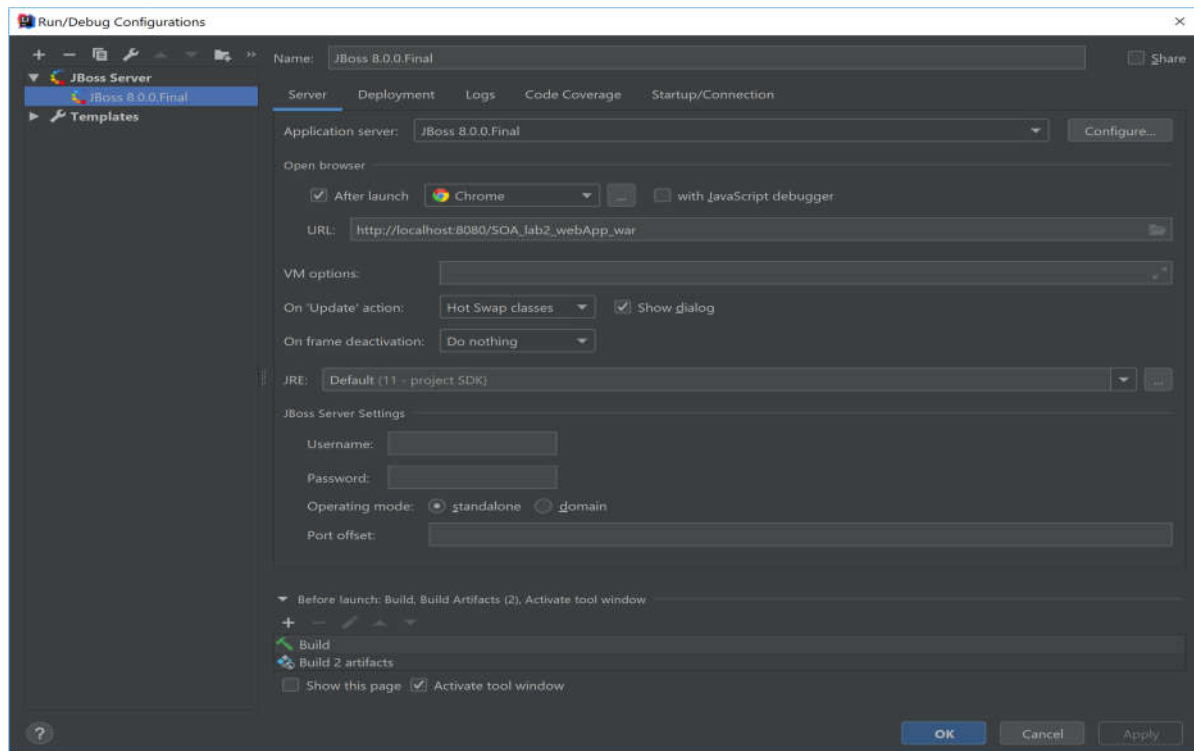 Run/Debug Configurations
Name: JBoss 8.0.0.Final Share
JBoss Server
JBoss 8.0.0.Final
Templates
Server Deployment Logs Code Coverage Startup/Connection
Application server: JBoss 8.0.0.Final Configure...
Open browser
After launch Chrome ... with JavaScript debugger
URL: http://localhost:8080/SOA_lab2_webApp_war
VM options:
On 'Update' action: Hot Swap classes Show dialog
On frame deactivation: Do nothing
JRE: Default (11 - project SDK) ...
JBoss Server Settings
Username:
Password:
Operating mode: standalone domain
Port offset:
Before launch: Build, Build Artifacts (2), Activate tool window
Build
Build 2 artifacts
Show this page Activate tool window
? OK Cancel Apply